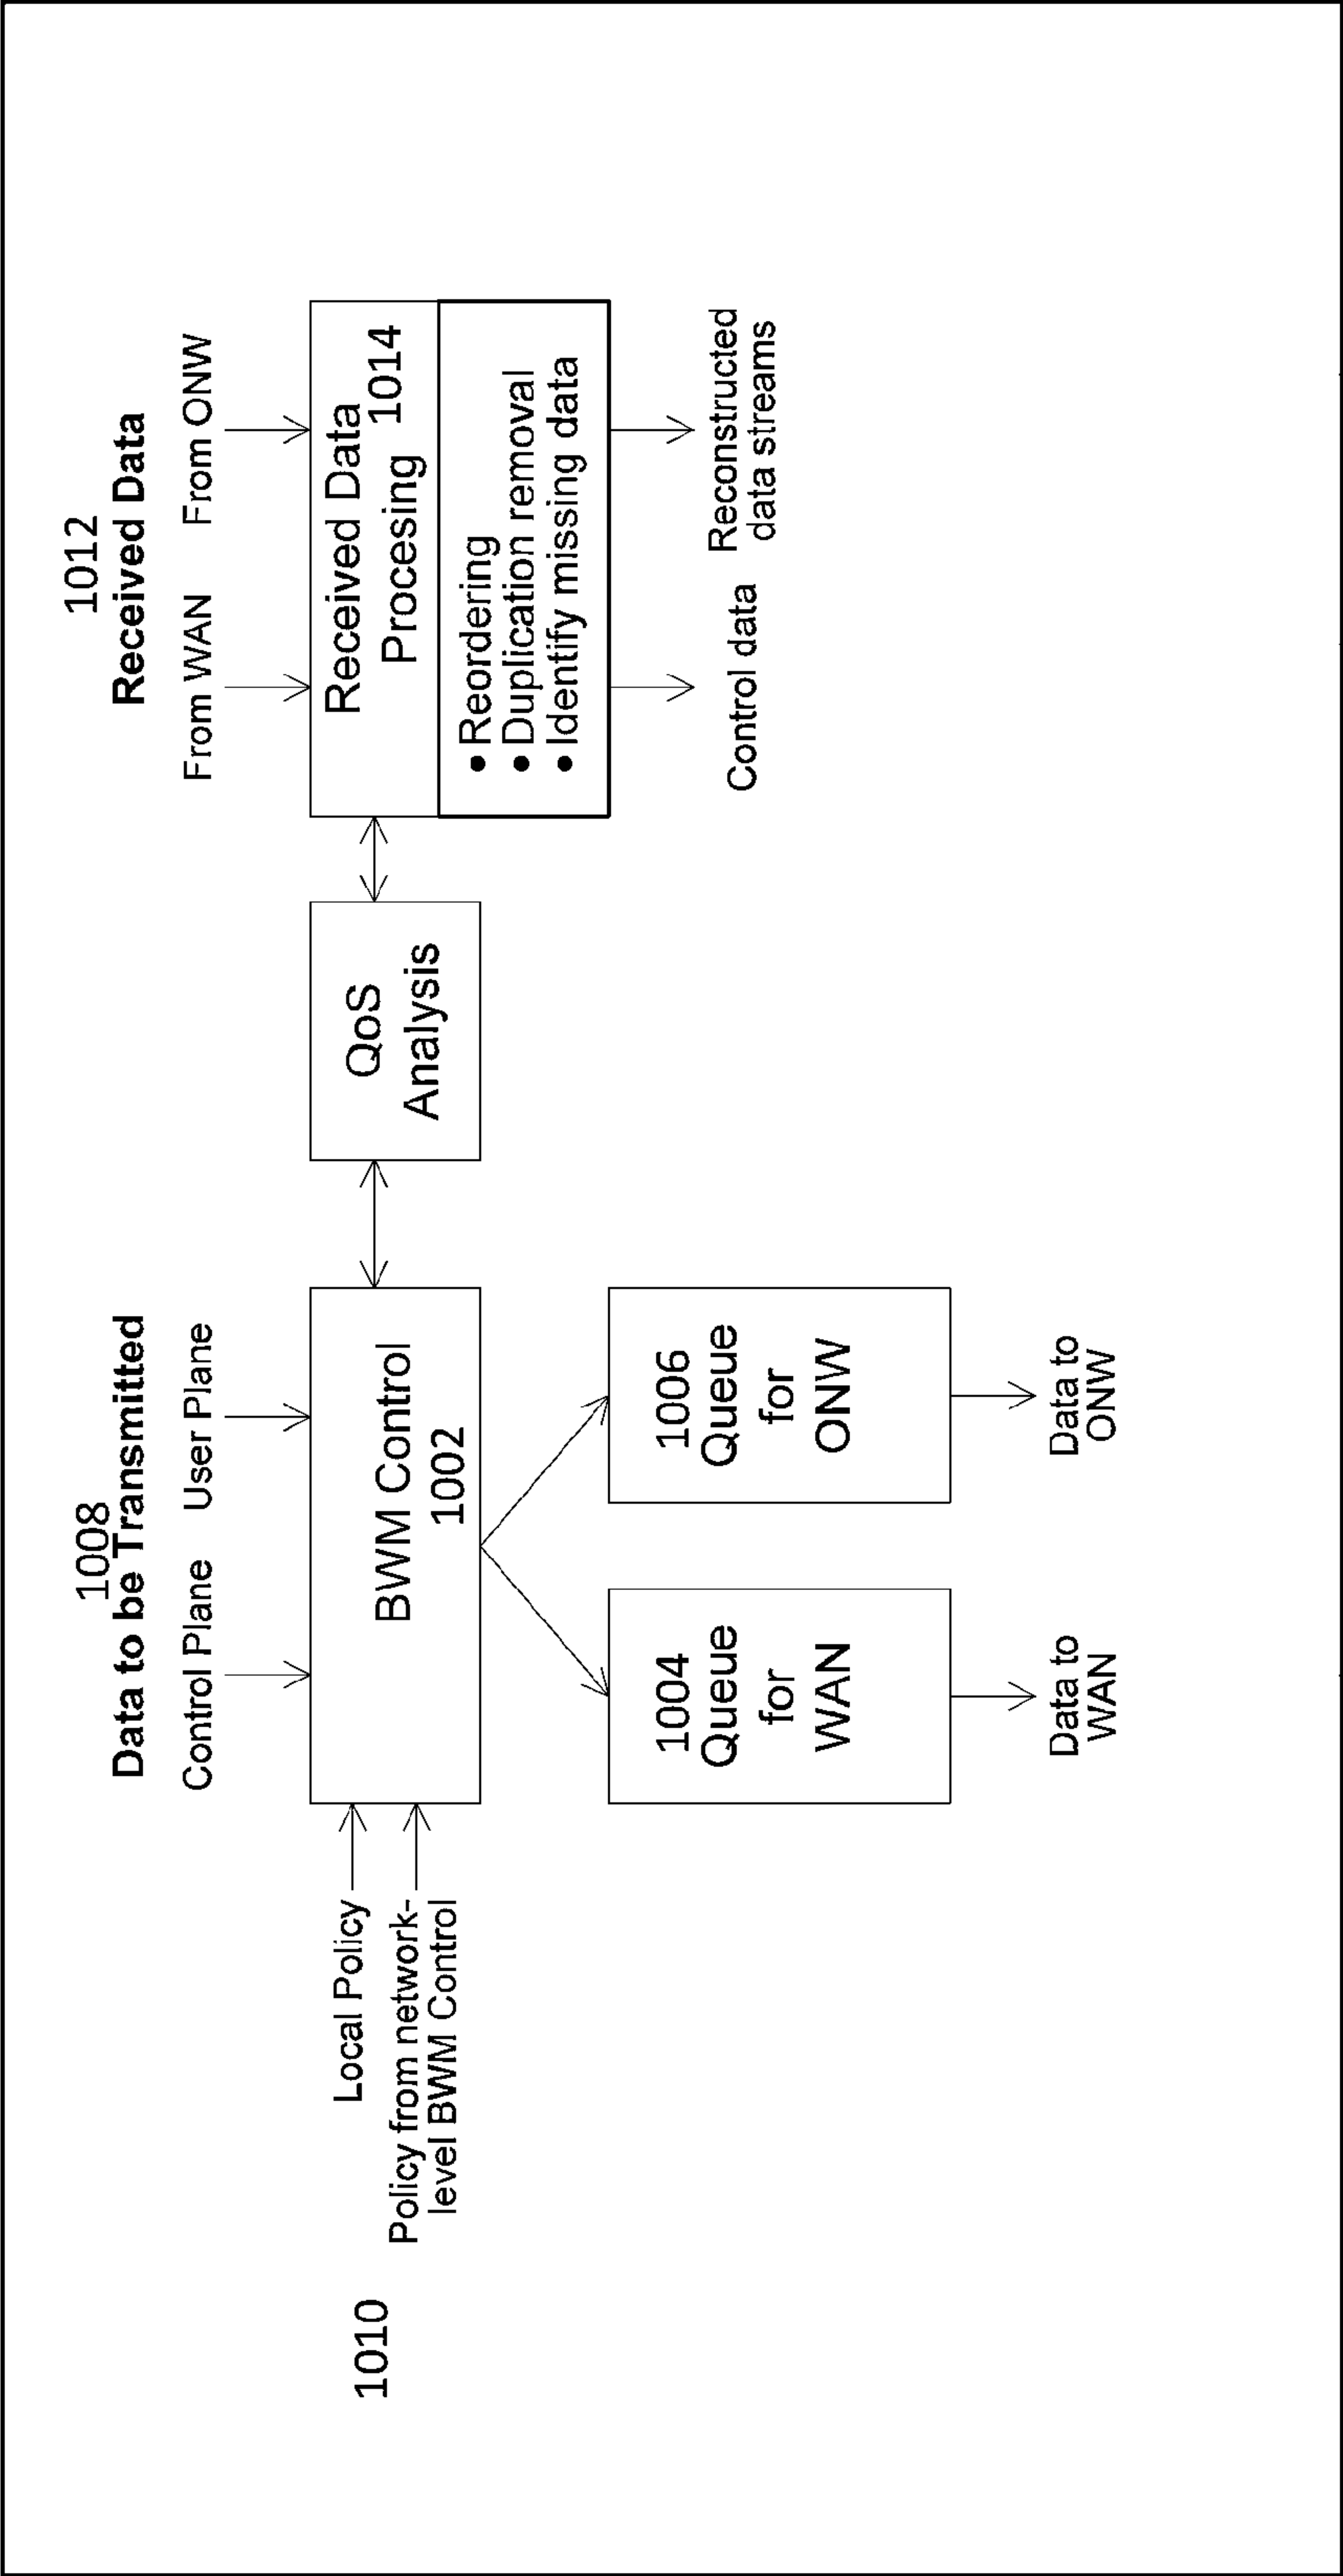 1008
Data to be Transmitted
Control Plane
User Plane
1010
Local Policy
Policy from network-
level BWM Control
BWM Control
1002
1004
Queue
for
WAN
1006
Queue
for
ONW
Data to
WAN
Data to
ONW
QoS
Analysis
1012
Received Data
From WAN
From ONW
Received Data
Procesing 1014
• Reordering
• Duplication removal
• Identify missing data
Control data
Reconstructed
data streams